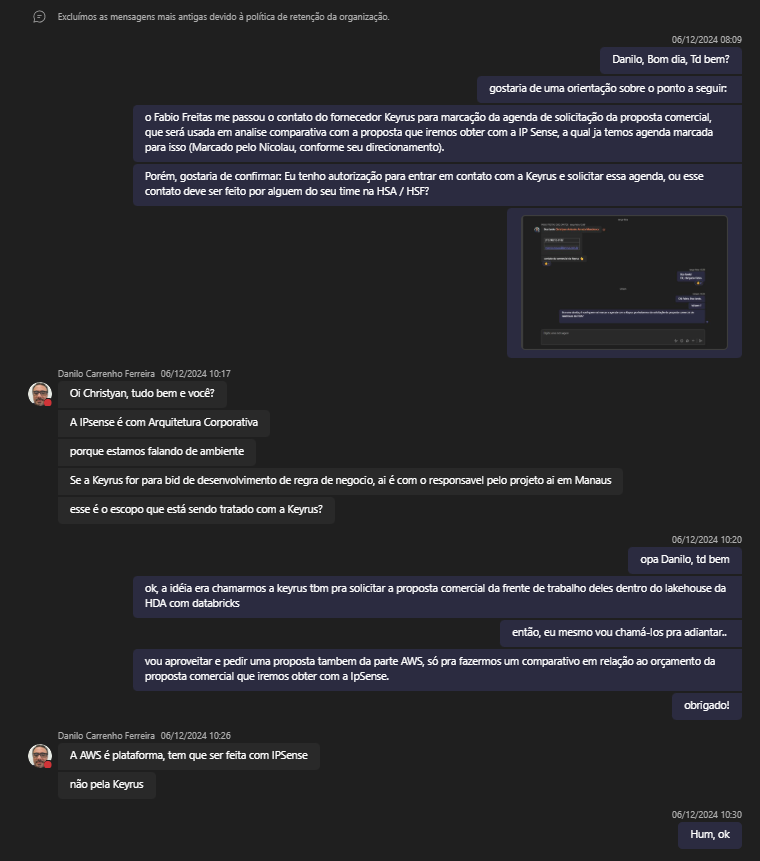 Excluímos as mensagens mais antigas devido à política de retenção da organização.
06/12/2024 08:09
Danilo, Bom dia, Td bem?
gostaria de uma orientação sobre o ponto a seguir:
o Fabio Freitas me passou o contato do fornecedor Keyrus para marcação da agenda de solicitação da proposta comercial,
que será usada em analise comparativa com a proposta que iremos obter com a IP Sense, a qual ja temos agenda marcada
para isso (Marcado pelo Nicolau, conforme seu direcionamento).
Porém, gostaria de confirmar: Eu tenho autorização para entrar em contato com a Keyrus e solicitar essa agenda, ou esse
contato deve ser feito por alguem do seu time na HSA / HSF?
Danilo Carrenho Ferreira 06/12/2024 10:17
Oi Christyan, tudo bem e você?
A IPsense é com Arquitetura Corporativa
porque estamos falando de ambiente
Se a Keyrus for para bid de desenvolvimento de regra de negocio, ai é com o responsavel pelo projeto ai em Manaus
esse é o escopo que está sendo tratado com a Keyrus?
06/12/2024 10:20
opa Danilo, td bem
ok, a idéia era chamarmos a keyrus tbm pra solicitar a proposta comercial da frente de trabalho deles dentro do lakehouse da
HDA com databricks
então, eu mesmo vou chamá-los pra adiantar..
vou aproveitar e pedir uma proposta tambem da parte AWS, só pra fazermos um comparativo em relação ao orçamento da
proposta comercial que iremos obter com a IpSense.
obrigado!
Danilo Carrenho Ferreira 06/12/2024 10:26
A AWS é plataforma, tem que ser feita com IPSense
não pela Keyrus
06/12/2024 10:30
Hum, ok